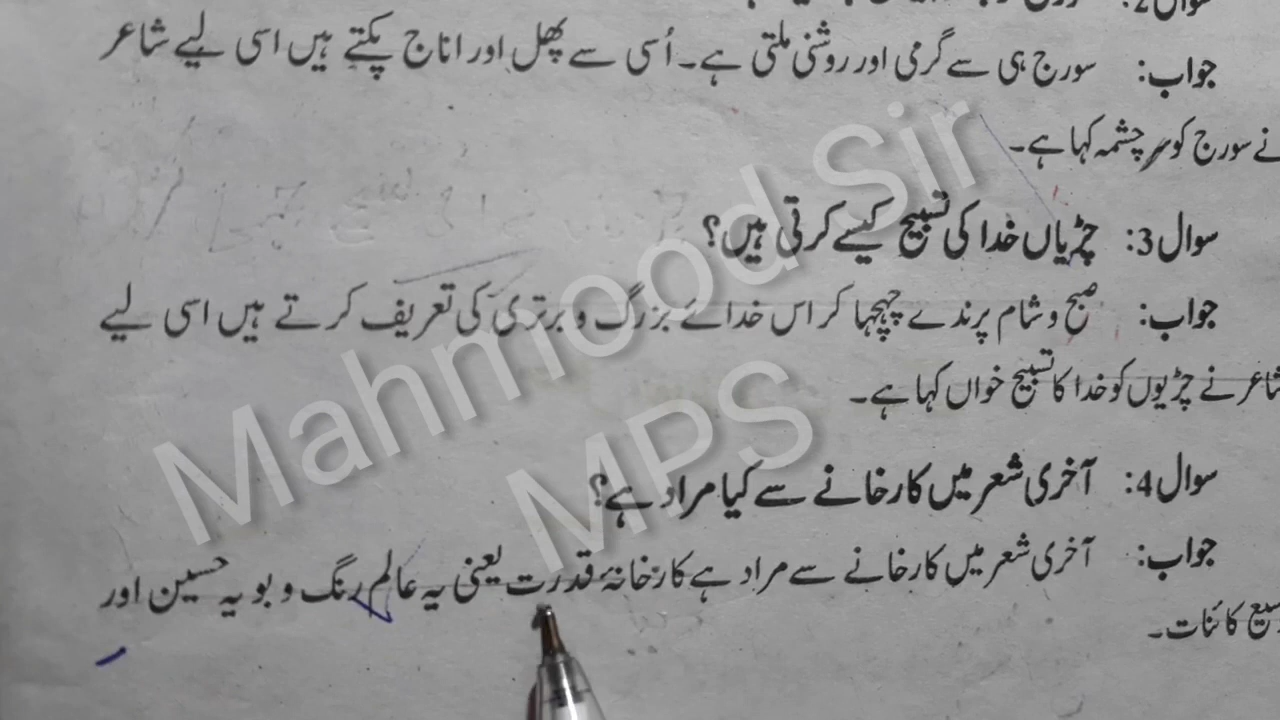 سوال 2:
جواب: سورج ہی سے گرمی اور روشنی ملتی ہے۔ اُسی سے پھل اور اناج پکتے ہیں اسی لیے شاعر
نے سورج کو سرچشمہ کہا ہے۔
سوال 3: چڑیاں خدا کی تسبیح کیسے کرتی ہیں؟
جواب: صبح و شام پرندے چہچہا کر اس خدائے بزرگ و برتری کی تعریف کرتے ہیں اسی لیے
شاعر نے چڑیوں کو خدا کا تسبیح خواں کہا ہے۔
سوال 4: آخری شعر میں کارخانے سے کیا مراد ہے؟
جواب: آخری شعر میں کارخانے سے مراد ہے کارخانۂ قدرت یعنی یہ عالم رنگ و بو یہ حسین اور
وسیع کائنات۔
Mahmood Sir
MPS